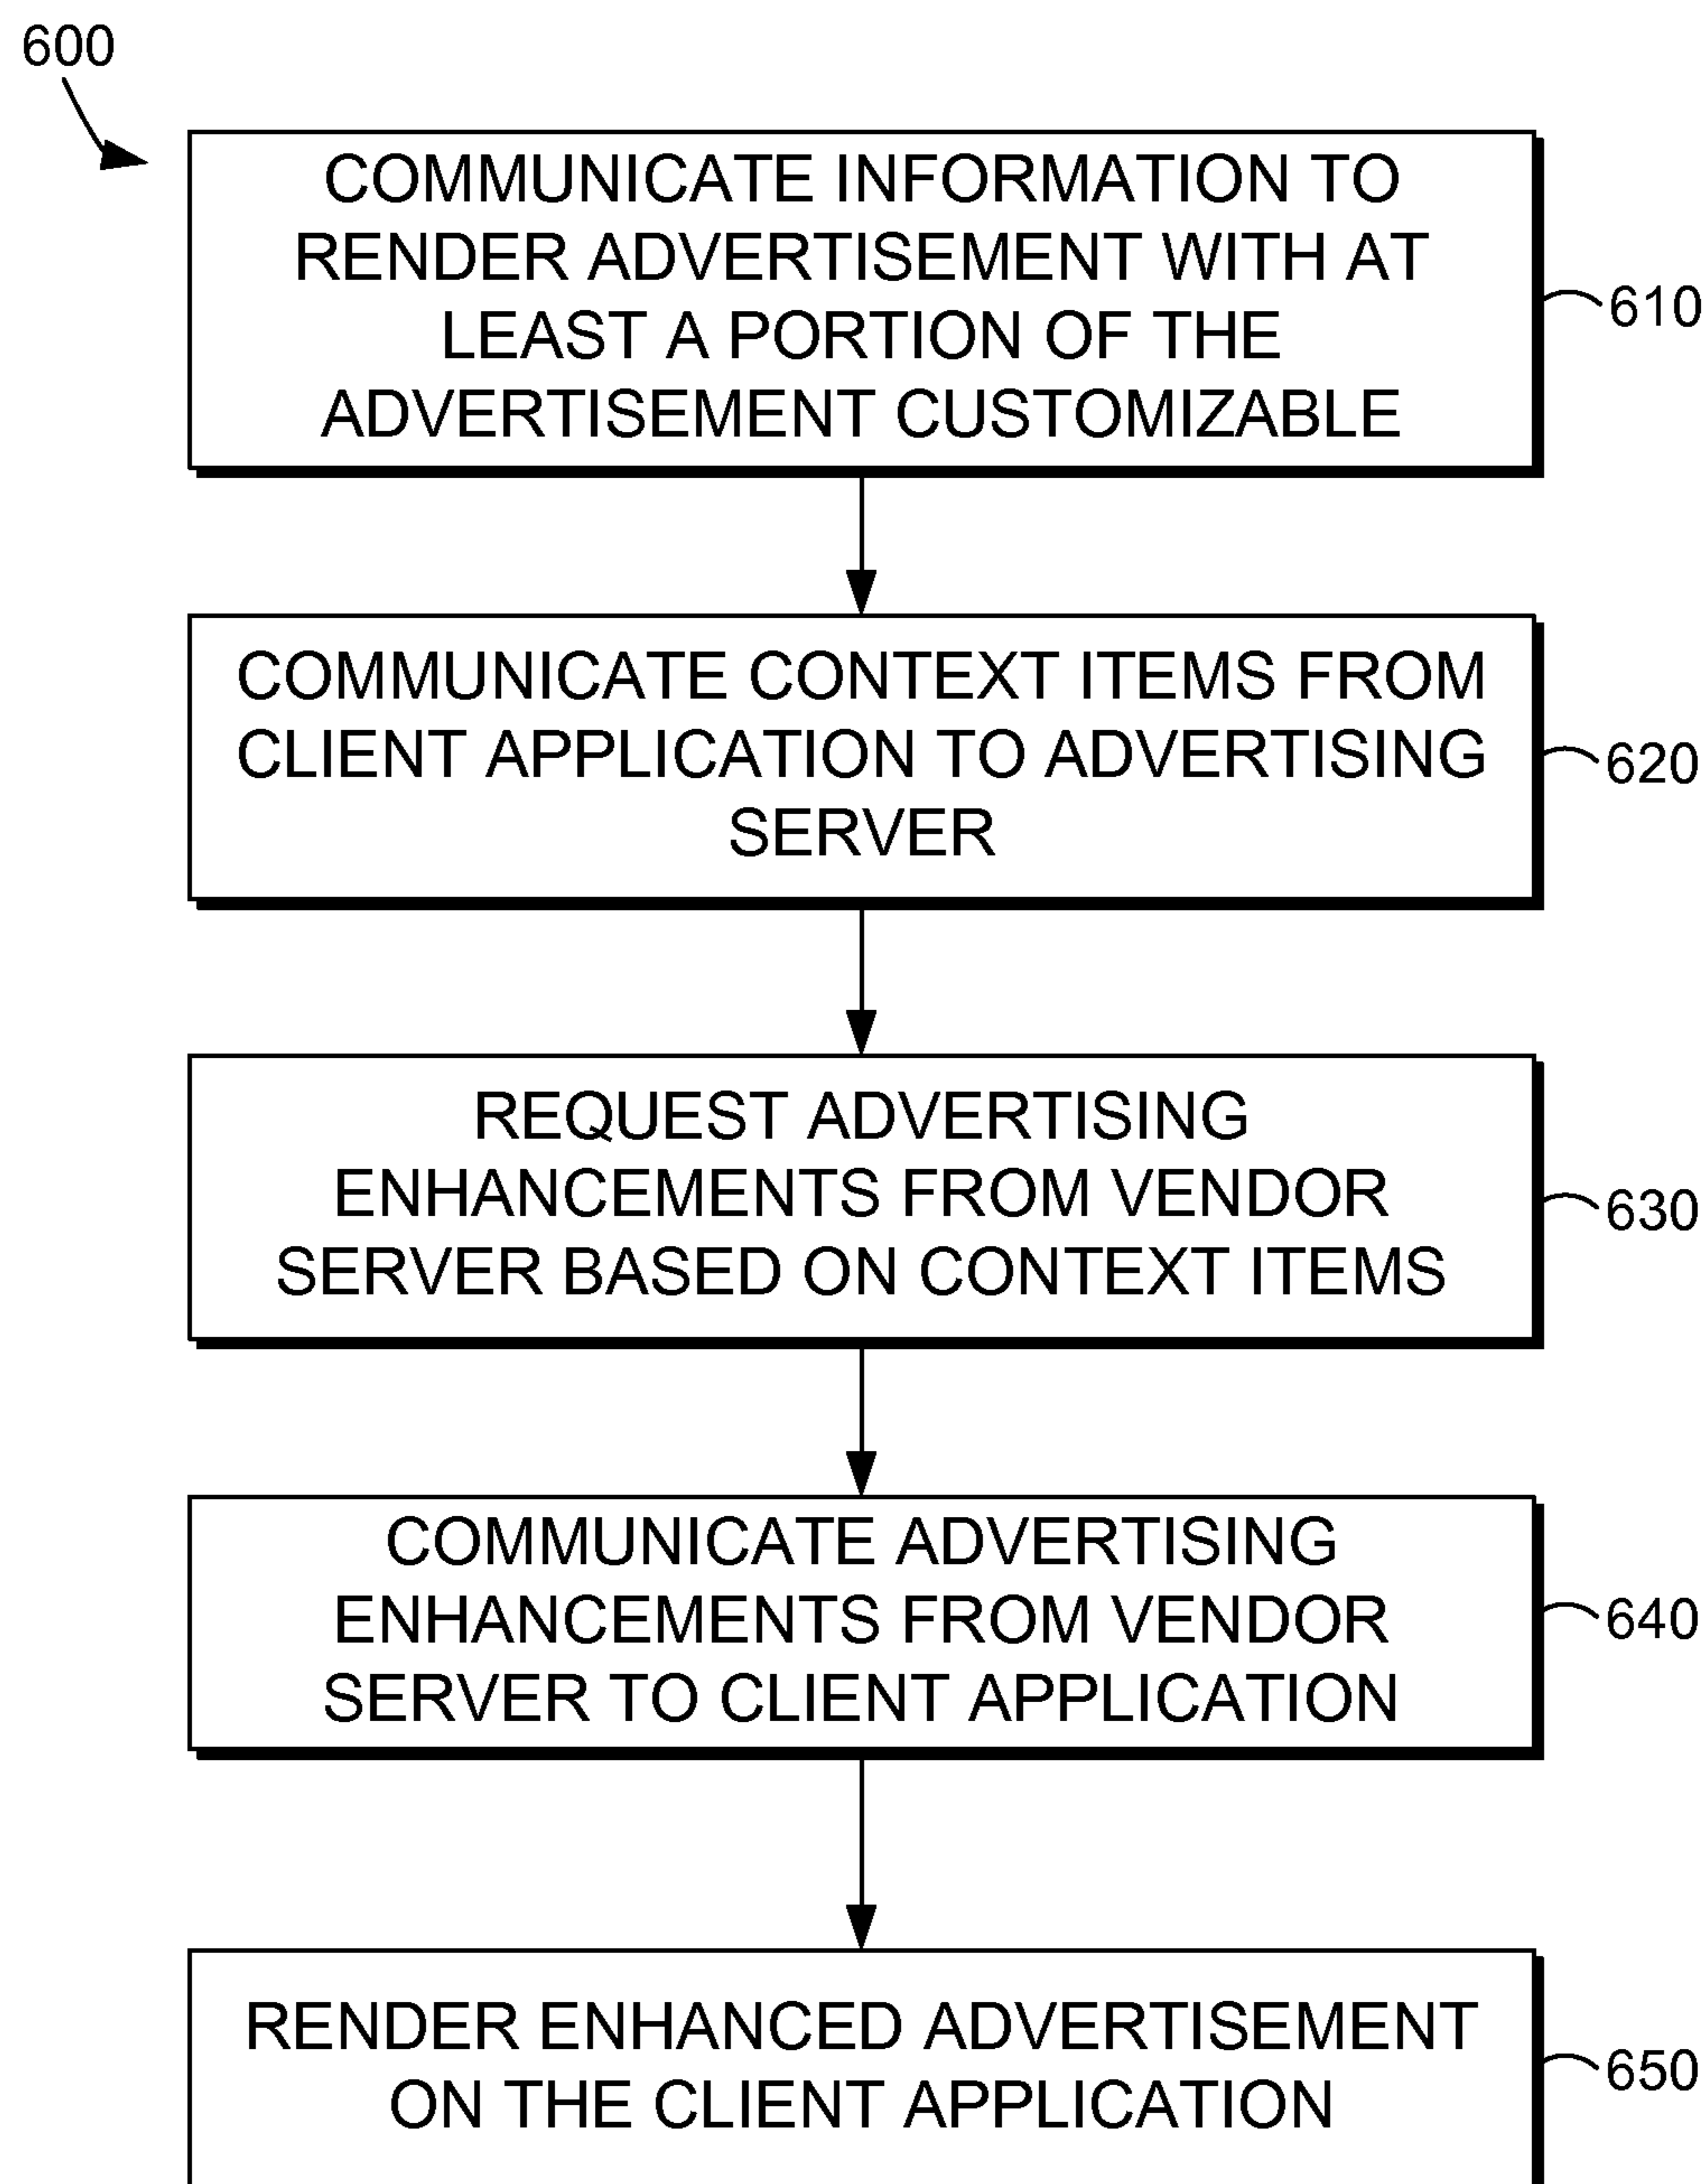 600
COMMUNICATE INFORMATION TO
RENDER ADVERTISEMENT WITH AT
LEAST A PORTION OF THE
ADVERTISEMENT CUSTOMIZABLE
610
COMMUNICATE CONTEXT ITEMS FROM
CLIENT APPLICATION TO ADVERTISING
SERVER
620
REQUEST ADVERTISING
ENHANCEMENTS FROM VENDOR
SERVER BASED ON CONTEXT ITEMS
630
COMMUNICATE ADVERTISING
ENHANCEMENTS FROM VENDOR
SERVER TO CLIENT APPLICATION
640
RENDER ENHANCED ADVERTISEMENT
ON THE CLIENT APPLICATION
650